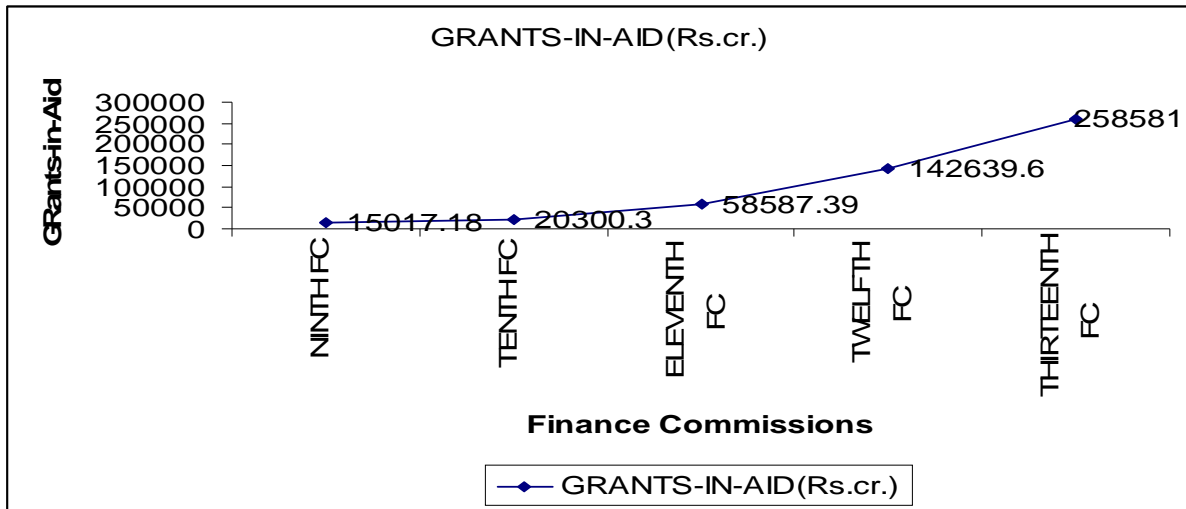 GRANTS-IN-AID(Rs.cr.)
GRants-in-Aid
300000
250000
200000
150000
100000
50000
0
15017.18
20300.3
58587.39
142639.6
258581
NINTH FC
TENTH FC
ELEVENTH
FC
TWELFTH
FC
THIRTEENTH
FC
Finance Commissions
GRANTS-IN-AID(Rs.cr.)